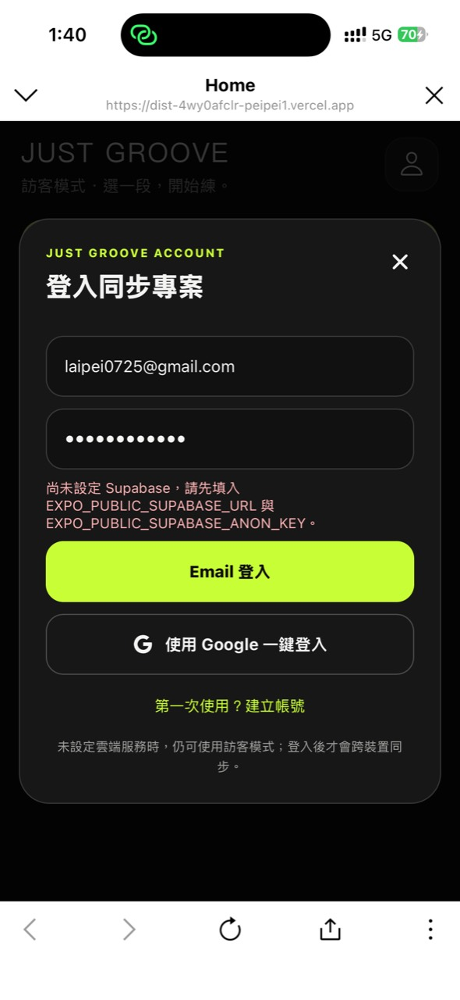 1:40
5G
70
Home
https://dist-4wy0afclr-peipei1.vercel.app
JUST GROOVE
訪客模式 · 選一段，開始練。
JUST GROOVE ACCOUNT
登入同步專案
laipei0725@gmail.com
••••••••••••
尚未設定 Supabase，請先填入
EXPO_PUBLIC_SUPABASE_URL 與
EXPO_PUBLIC_SUPABASE_ANON_KEY。
Email 登入
G 使用 Google 一鍵登入
第一次使用？建立帳號
未設定雲端服務時，仍可使用訪客模式；登入後才會跨裝置同
步。